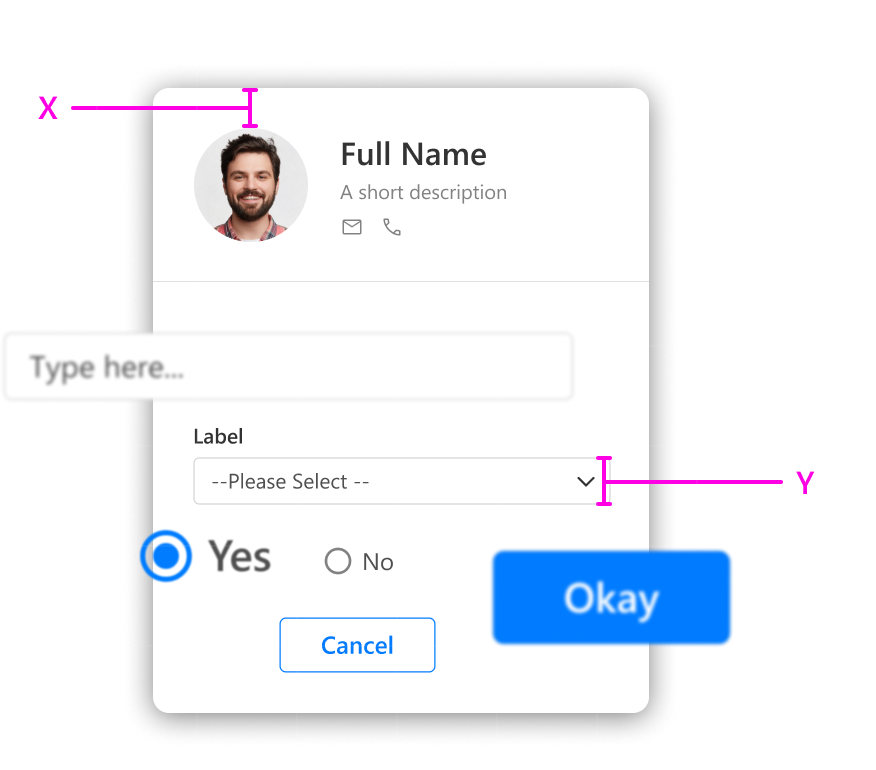 X
Full Name
A short description
Type here...
Label
--Please Select --
Y
Yes
No
Okay
Cancel